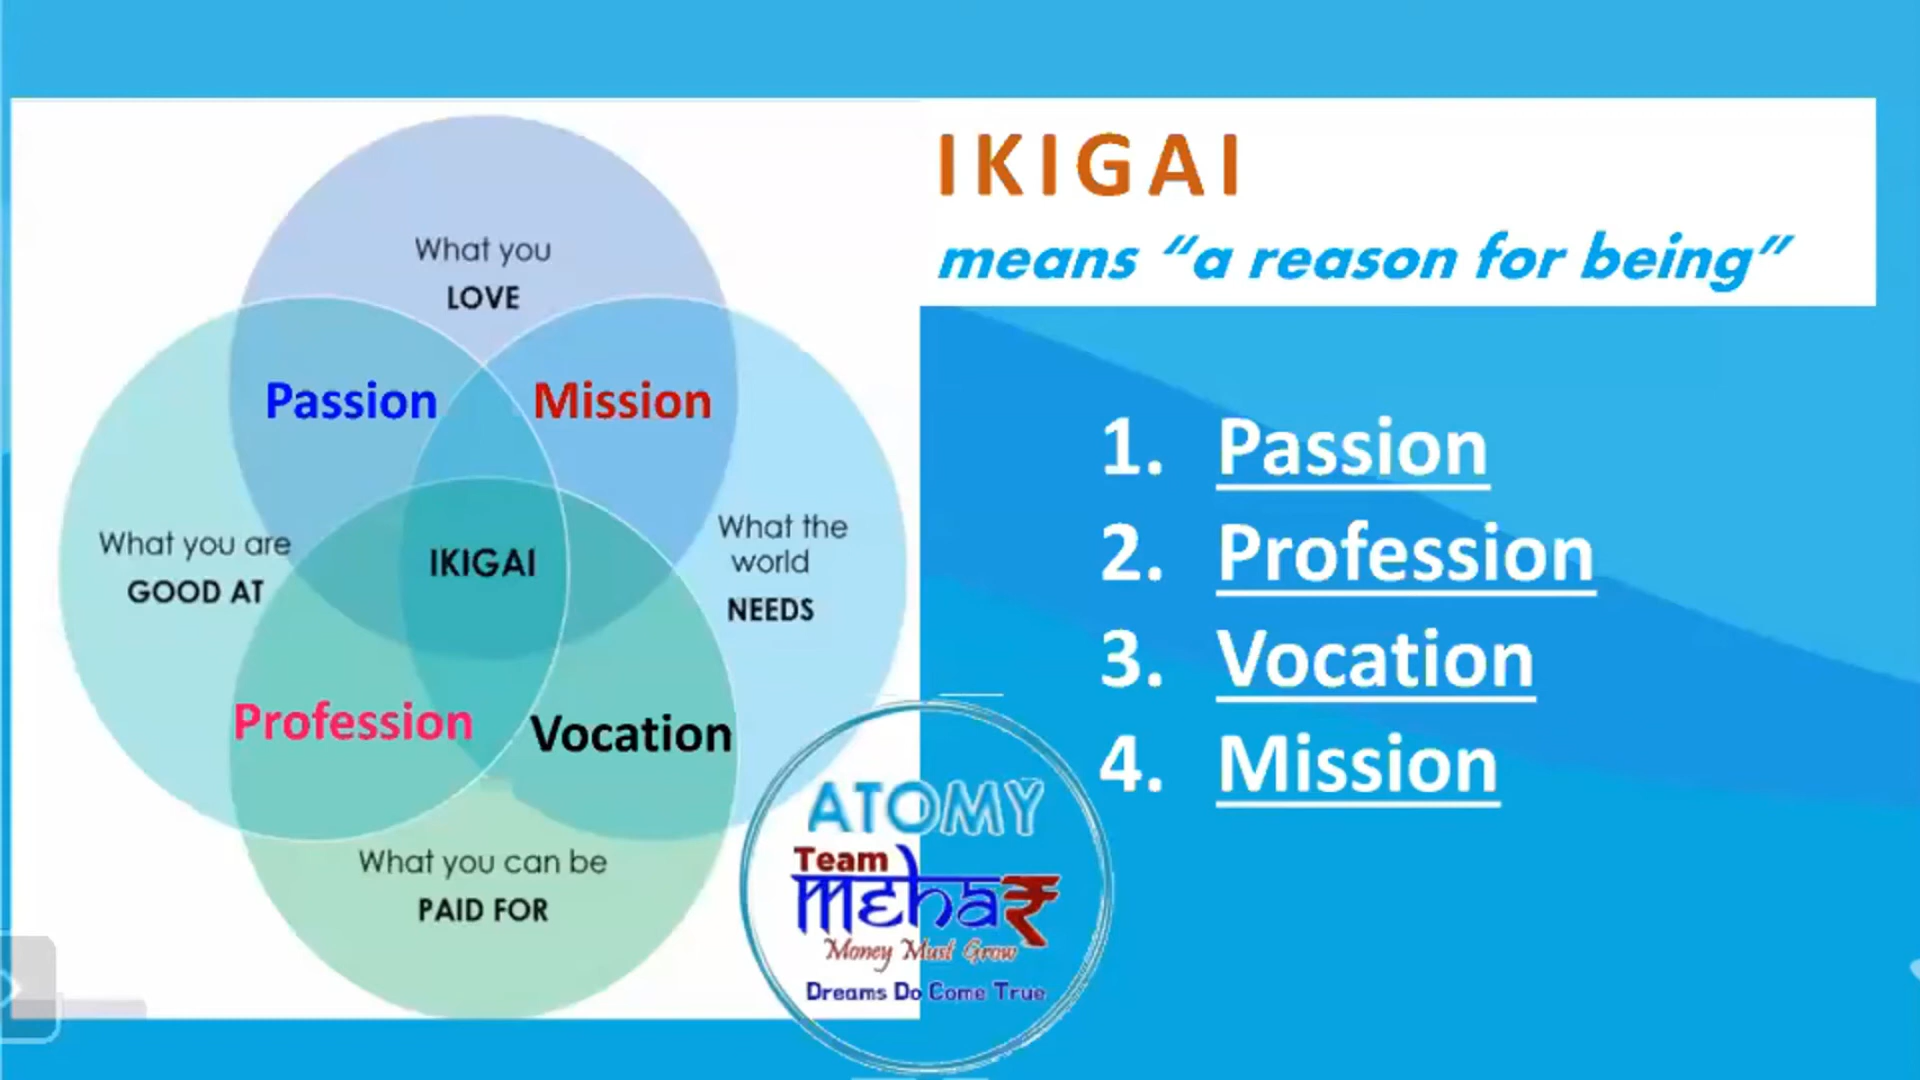 What you
LOVE
Passion
Mission
What you are
GOOD AT
IKIGAI
What the
world
NEEDS
Profession
Vocation
What you can be
PAID FOR
IKIGAI
means “a reason for being”
1. Passion
2. Profession
3. Vocation
4. Mission
ATOMY
Team
Mehar
Money Must Grow
Dreams Do Come True